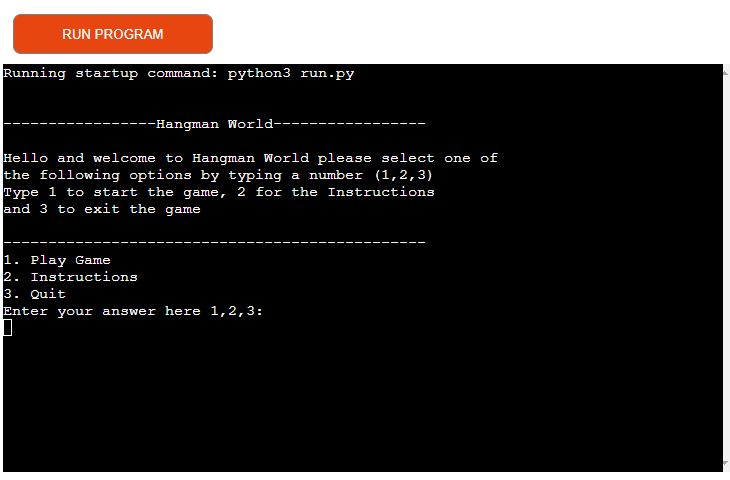 RUN PROGRAM
Running startup command: python3 run.py
-----------------Hangman World-----------------
Hello and welcome to Hangman World please select one of
the following options by typing a number (1,2,3)
Type 1 to start the game, 2 for the Instructions
and 3 to exit the game
-----------------------------------------------
1. Play Game
2. Instructions
3. Quit
Enter your answer here 1,2,3: